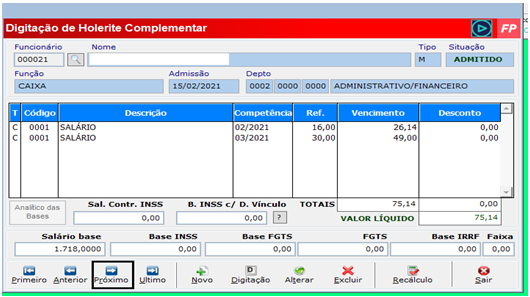 Digitação de Holerite Complementar FP
Funcionário Nome Tipo Situação
000021 M ADMITIDO
Função Admissão Depto
CAIXA 15/02/2021 0002 0000 0000 ADMINISTRATIVO/FINANCEIRO
T Código Descrição Competência Ref. Vencimento Desconto
C 0001 SALÁRIO 02/2021 16,00 26,14 0,00
C 0001 SALÁRIO 03/2021 30,00 49,00 0,00
Analítico das Bases Sal. Contr. INSS B. INSS c/ D. Vínculo TOTAIS 75,14 0,00
0,00 0,00 ? VALOR LÍQUIDO 75,14
Salário base Base INSS Base FGTS FGTS Base IRRF Faixa
1.718,0000 0,00 0,00 0,00 0,00 0,00
Primeiro Anterior Próximo Último Novo Digitação Alterar Excluir Recálculo Sair